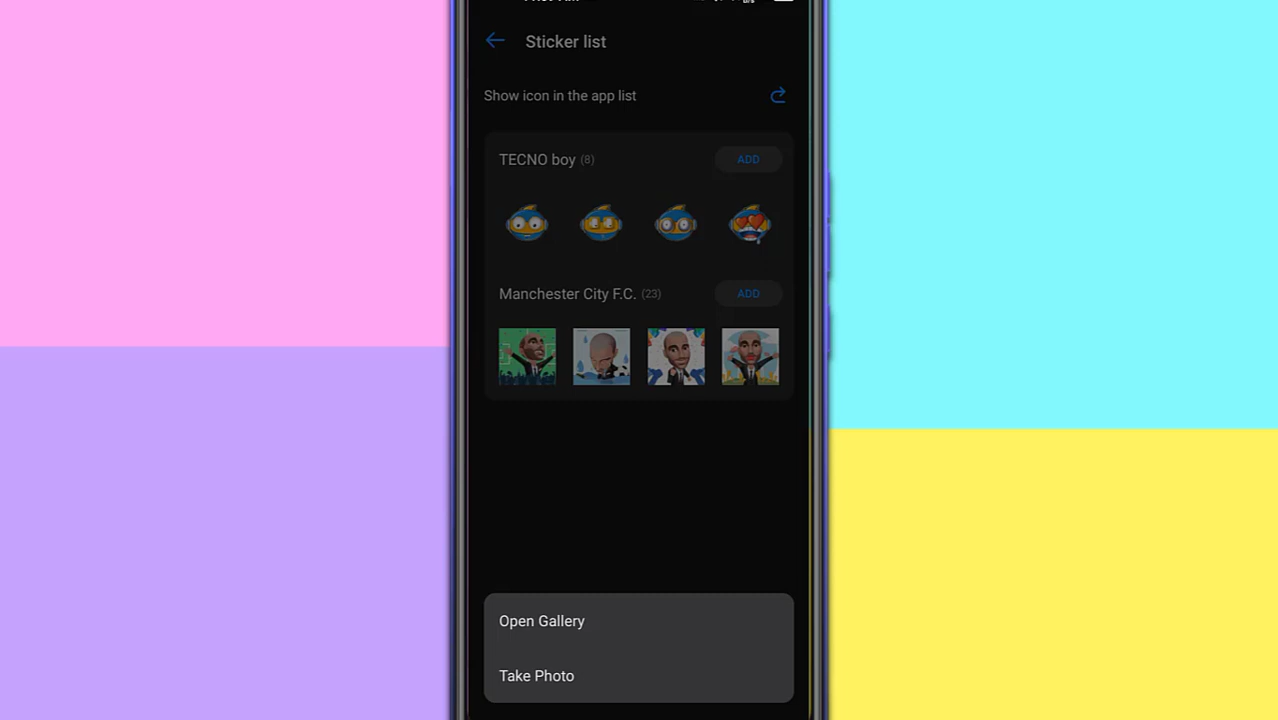 Sticker list
Show icon in the app list
TECNO boy (8)
ADD
Manchester City F.C. (23)
ADD
Open Gallery
Take Photo